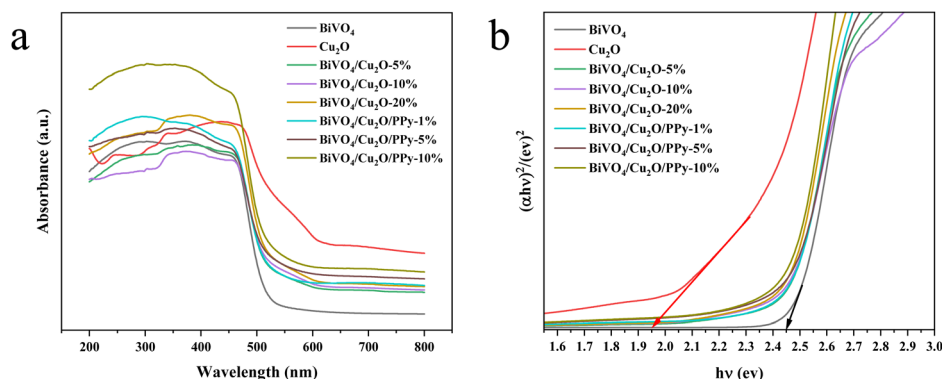 a
BiVO₄
Cu₂O
BiVO₄/Cu₂O-5%
BiVO₄/Cu₂O-10%
BiVO₄/Cu₂O-20%
BiVO₄/Cu₂O/PPy-1%
BiVO₄/Cu₂O/PPy-5%
BiVO₄/Cu₂O/PPy-10%
Absorbance (a.u.)
200 300 400 500 600 700 800
Wavelength (nm)
b
BiVO₄
Cu₂O
BiVO₄/Cu₂O-5%
BiVO₄/Cu₂O-10%
BiVO₄/Cu₂O-20%
BiVO₄/Cu₂O/PPy-1%
BiVO₄/Cu₂O/PPy-5%
BiVO₄/Cu₂O/PPy-10%
(αhν)²/(ev)²
1.6 1.7 1.8 1.9 2.0 2.1 2.2 2.3 2.4 2.5 2.6 2.7 2.8 2.9 3.0
hν (ev)